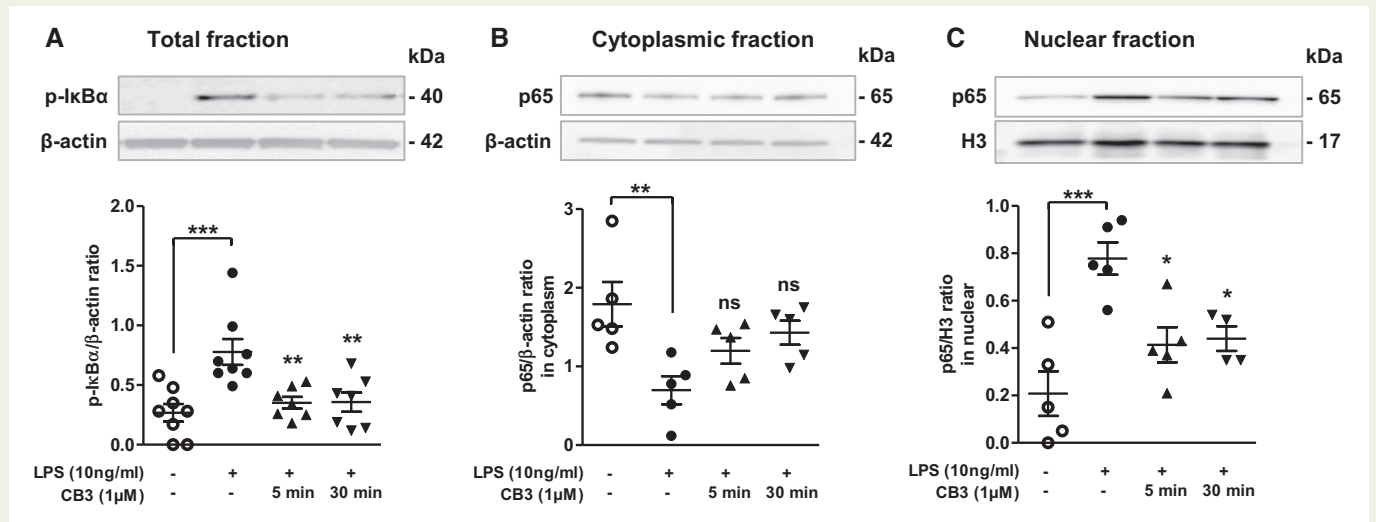 A Total fraction
kDa
p-IκBα - 40
β-actin - 42
p-IκBα/β-actin ratio
2.0
1.5
1.0
0.5
0.0
***
**
**
LPS (10ng/ml) - + + +
CB3 (1µM) - - 5 min 30 min
B Cytoplasmic fraction
kDa
p65 - 65
β-actin - 42
p65/β-actin ratio
in cytoplasm
3
2
1
0
**
ns
ns
LPS (10ng/ml) - + + +
CB3 (1µM) - - 5 min 30 min
C Nuclear fraction
kDa
p65 - 65
H3 - 17
p65/H3 ratio
in nuclear
1.0
0.8
0.6
0.4
0.2
0.0
***
*
*
LPS (10ng/ml) - + + +
CB3 (1µM) - - 5 min 30 min